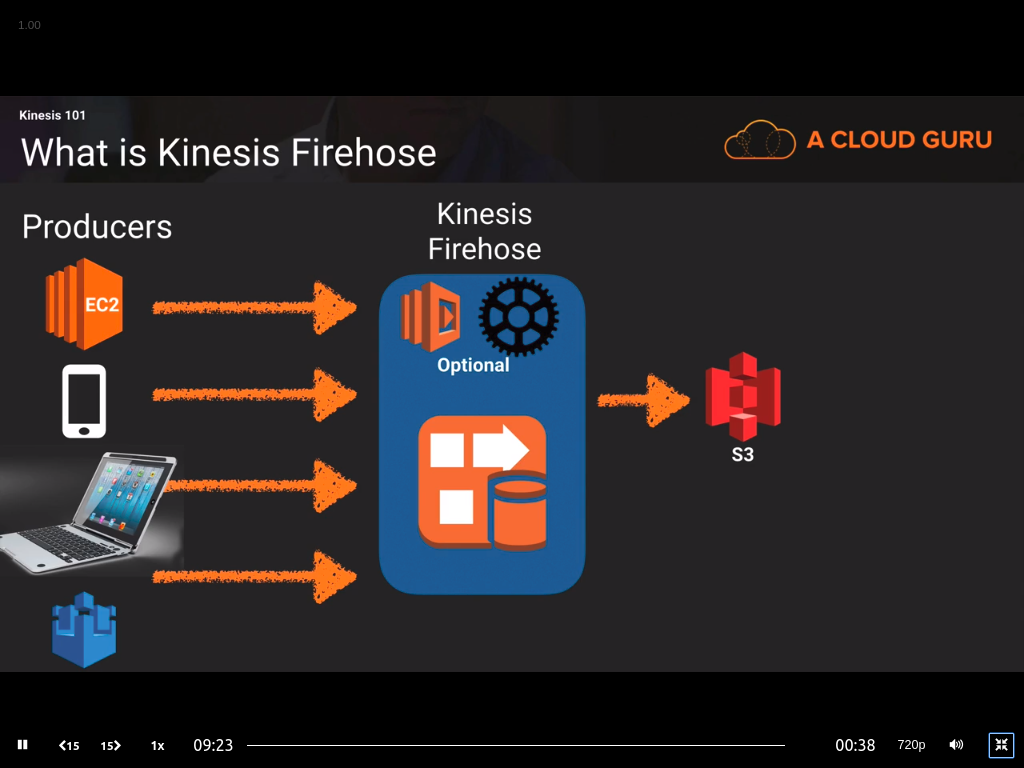 1.00
Kinesis 101
What is Kinesis Firehose
A CLOUD GURU
Producers
Kinesis
Firehose
EC2
Optional
S3
15
15
1x
09:23
00:38
720p